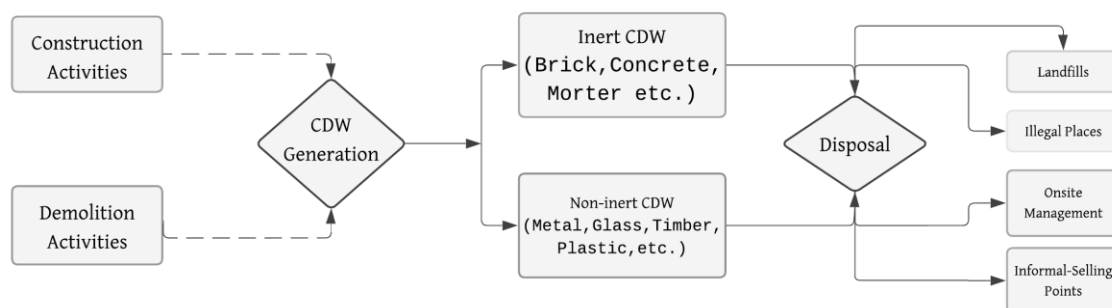 Construction
Activities
Demolition
Activities
CDW
Generation
Inert CDW
(Brick,Concrete,
Morter etc.)
Non-inert CDW
(Metal,Glass,Timber,
Plastic,etc.)
Disposal
Landfills
Illegal Places
Onsite
Management
Informal-Selling
Points